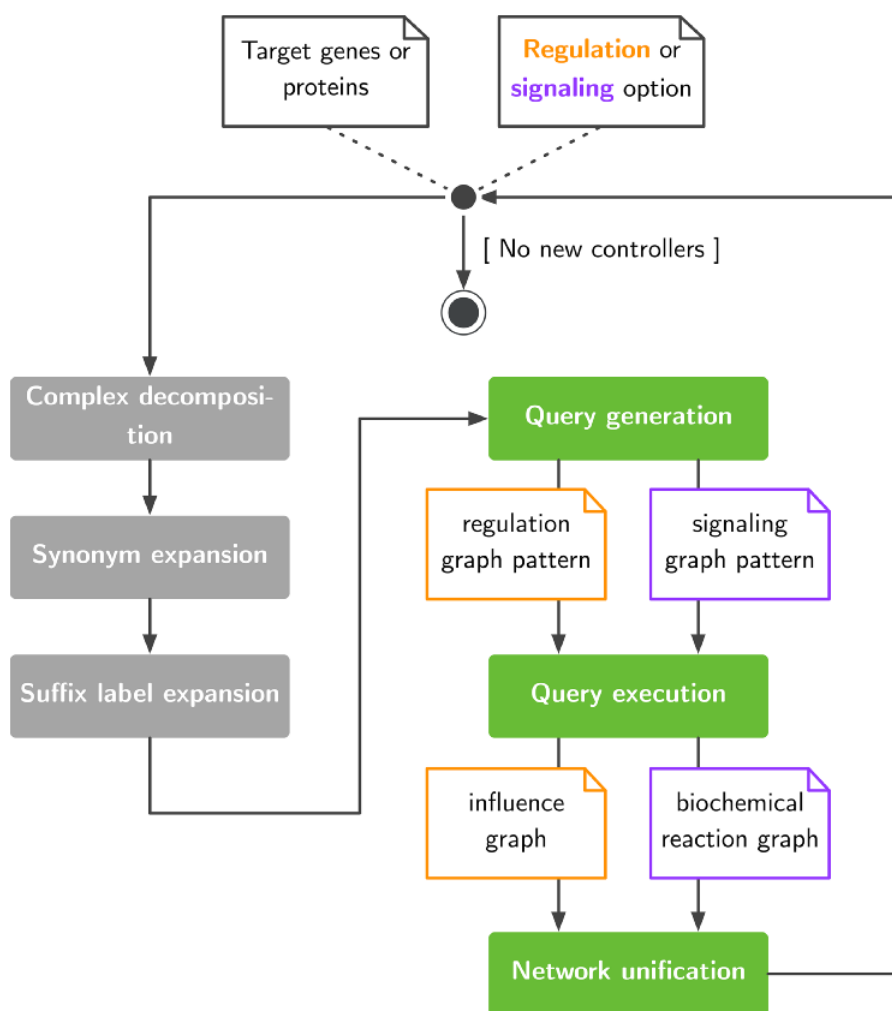 Target genes or
proteins
Regulation or
signaling option
[ No new controllers ]
Complex decomposi-
tion
Synonym expansion
Suffix label expansion
Query generation
regulation
graph pattern
signaling
graph pattern
Query execution
influence
graph
biochemical
reaction graph
Network unification